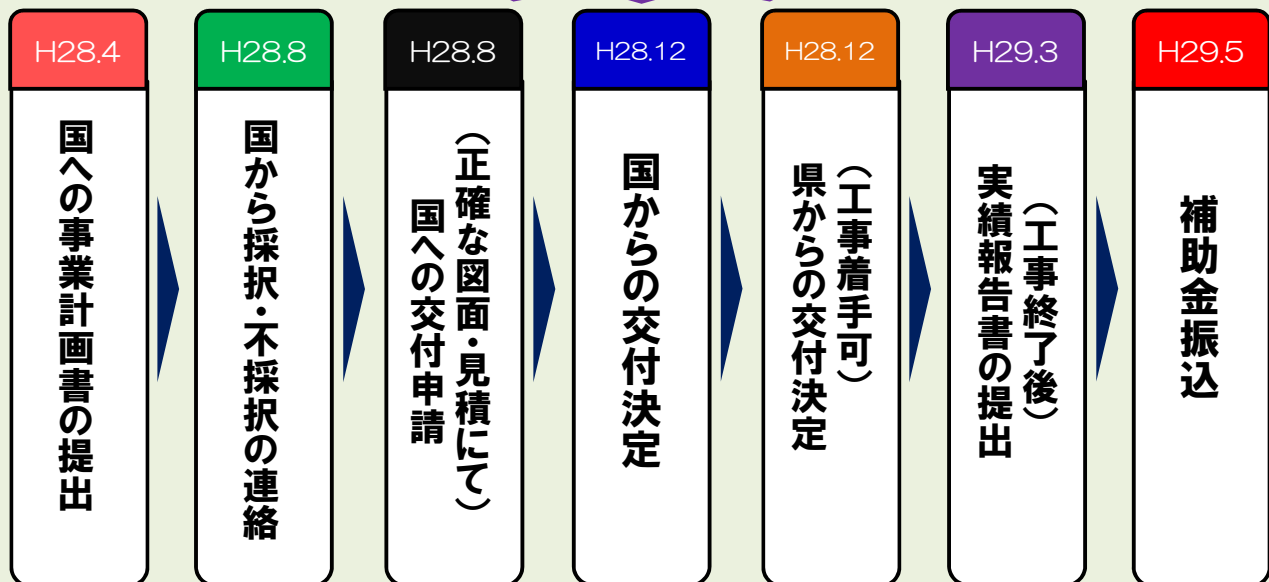 H28.4
国への事業計画書の提出
H28.8
国から採択・不採択の連絡
H28.8
（正確な図面・見積にて）
国への交付申請
H28.12
国からの交付決定
H28.12
（工事着手可）
県からの交付決定
H29.3
（工事終了後）
実績報告書の提出
H29.5
補助金振込